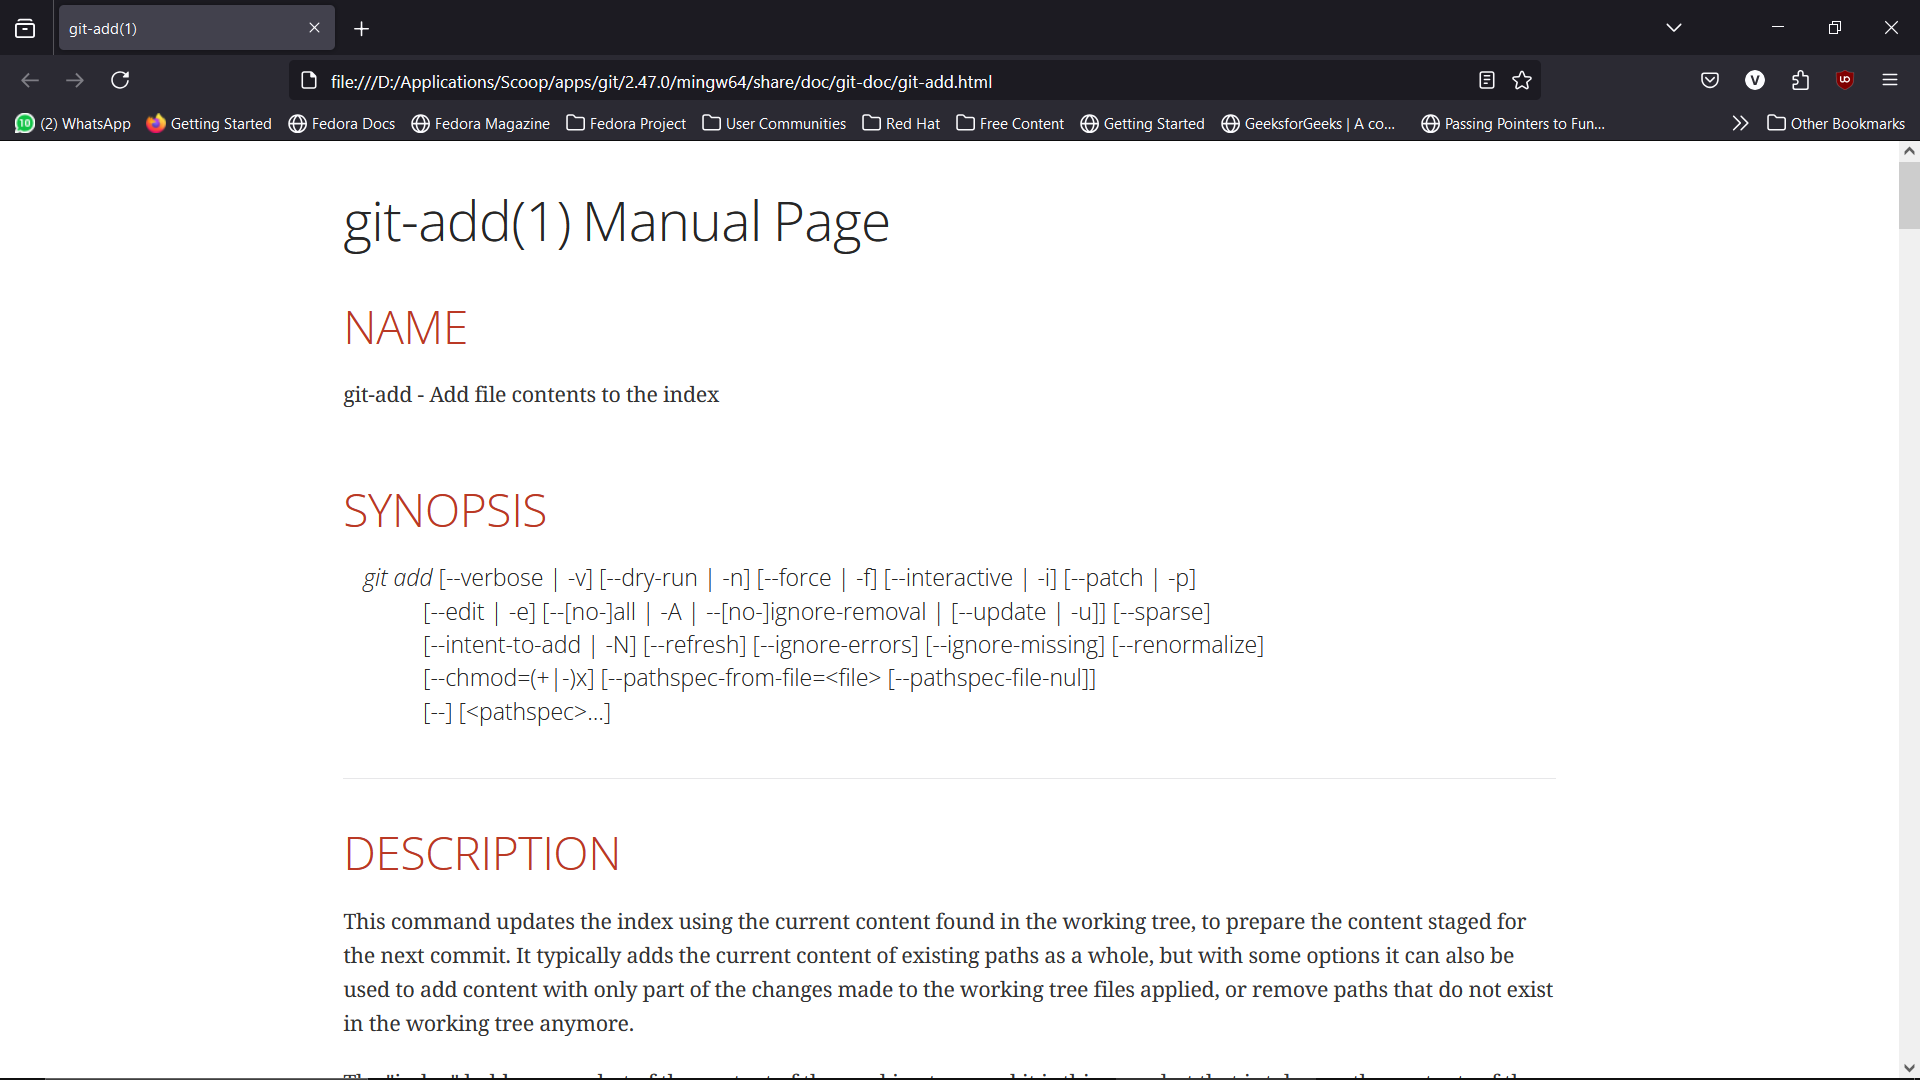 git-add(1)
file:///D:/Applications/Scoop/apps/git/2.47.0/mingw64/share/doc/git-doc/git-add.html
(2) WhatsApp Getting Started Fedora Docs Fedora Magazine Fedora Project User Communities Red Hat Free Content Getting Started GeeksforGeeks | A co... Passing Pointers to Fun... Other Bookmarks
git-add(1) Manual Page
NAME
git-add - Add file contents to the index
SYNOPSIS
git add [--verbose | -v] [--dry-run | -n] [--force | -f] [--interactive | -i] [--patch | -p]
[--edit | -e] [--[no-]all | -A | --[no-]ignore-removal | [--update | -u]] [--sparse]
[--intent-to-add | -N] [--refresh] [--ignore-errors] [--ignore-missing] [--renormalize]
[--chmod=(+|-)x] [--pathspec-from-file=<file> [--pathspec-file-nul]]
[--] [<pathspec>...]
DESCRIPTION
This command updates the index using the current content found in the working tree, to prepare the content staged for
the next commit. It typically adds the current content of existing paths as a whole, but with some options it can also be
used to add content with only part of the changes made to the working tree files applied, or remove paths that do not exist
in the working tree anymore.